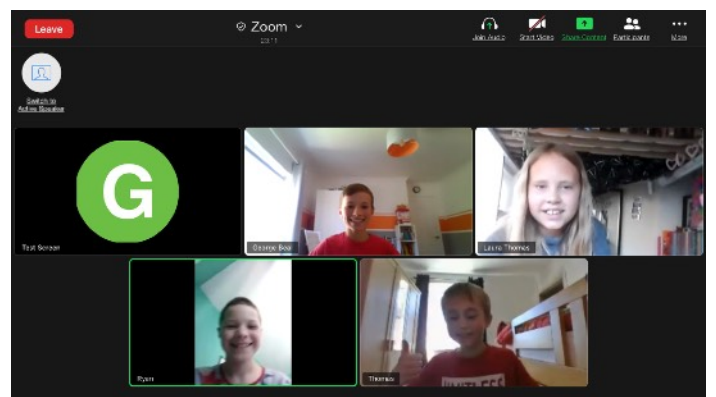 Leave
Zoom
Join Audio
Start Video
Share Content
Participants
More
Switch to
Active Speaker
G
Test Screen
George Bear
Laura Thomas
Ryan
Thomas